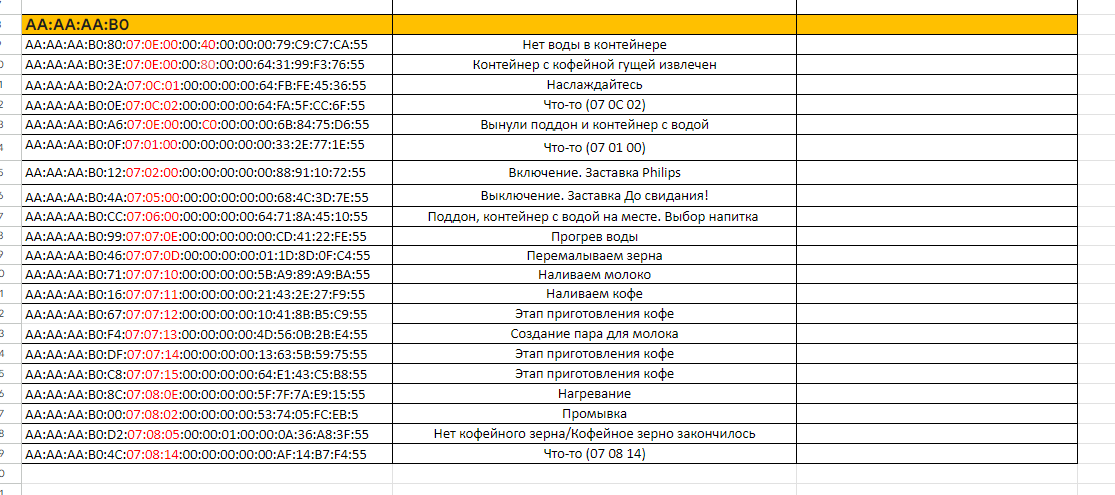 AA:AA:AA:B0
AA:AA:AA:B0:80:07:0E:00:00:40:00:00:00:79:C9:C7:CA:55 Нет воды в контейнере
AA:AA:AA:B0:3E:07:0E:00:00:80:00:00:00:64:31:99:F3:76:55 Контейнер с кофейной гущей извлечен
AA:AA:AA:B0:2A:07:0C:01:00:00:00:00:64:FB:FE:45:36:55 Наслаждайтесь
AA:AA:AA:B0:0E:07:0C:02:00:00:00:00:64:FA:5F:CC:6F:55 Что-то (07 0C 02)
AA:AA:AA:B0:A6:07:0E:00:00:C0:00:00:00:6B:84:75:D6:55 Вынули поддон и контейнер с водой
AA:AA:AA:B0:0F:07:01:00:00:00:00:00:00:33:2E:77:1E:55 Что-то (07 01 00)
AA:AA:AA:B0:12:07:02:00:00:00:00:00:00:88:91:10:72:55 Включение. Заставка Philips
AA:AA:AA:B0:4A:07:05:00:00:00:00:00:00:68:4C:3D:7E:55 Выключение. Заставка До свидания!
AA:AA:AA:B0:CC:07:06:00:00:00:00:00:64:71:8A:45:10:55 Поддон, контейнер с водой на месте. Выбор напитка
AA:AA:AA:B0:99:07:07:0E:00:00:00:00:00:CD:41:22:FE:55 Прогрев воды
AA:AA:AA:B0:46:07:07:0D:00:00:00:00:01:1D:8D:0F:C4:55 Перемалываем зерна
AA:AA:AA:B0:71:07:07:10:00:00:00:00:5B:A9:89:A9:BA:55 Наливаем молоко
AA:AA:AA:B0:16:07:07:11:00:00:00:00:21:43:2E:27:F9:55 Наливаем кофе
AA:AA:AA:B0:67:07:07:12:00:00:00:00:10:41:8B:B5:C9:55 Этап приготовления кофе
AA:AA:AA:B0:F4:07:07:13:00:00:00:00:4D:56:0B:2B:E4:55 Создание пара для молока
AA:AA:AA:B0:DF:07:07:14:00:00:00:00:13:63:5B:59:75:55 Этап приготовления кофе
AA:AA:AA:B0:C8:07:07:15:00:00:00:00:64:E1:43:C5:B8:55 Этап приготовления кофе
AA:AA:AA:B0:8C:07:08:0E:00:00:00:00:5F:7F:7A:E9:15:55 Нагревание
AA:AA:AA:B0:00:07:08:02:00:00:00:00:53:74:05:FC:EB:5 Промывка
AA:AA:AA:B0:D2:07:08:05:00:00:01:00:00:0A:36:A8:3F:55 Нет кофейного зерна/Кофейное зерно закончилось
AA:AA:AA:B0:4C:07:08:14:00:00:00:00:00:AF:14:B7:F4:55 Что-то (07 08 14)